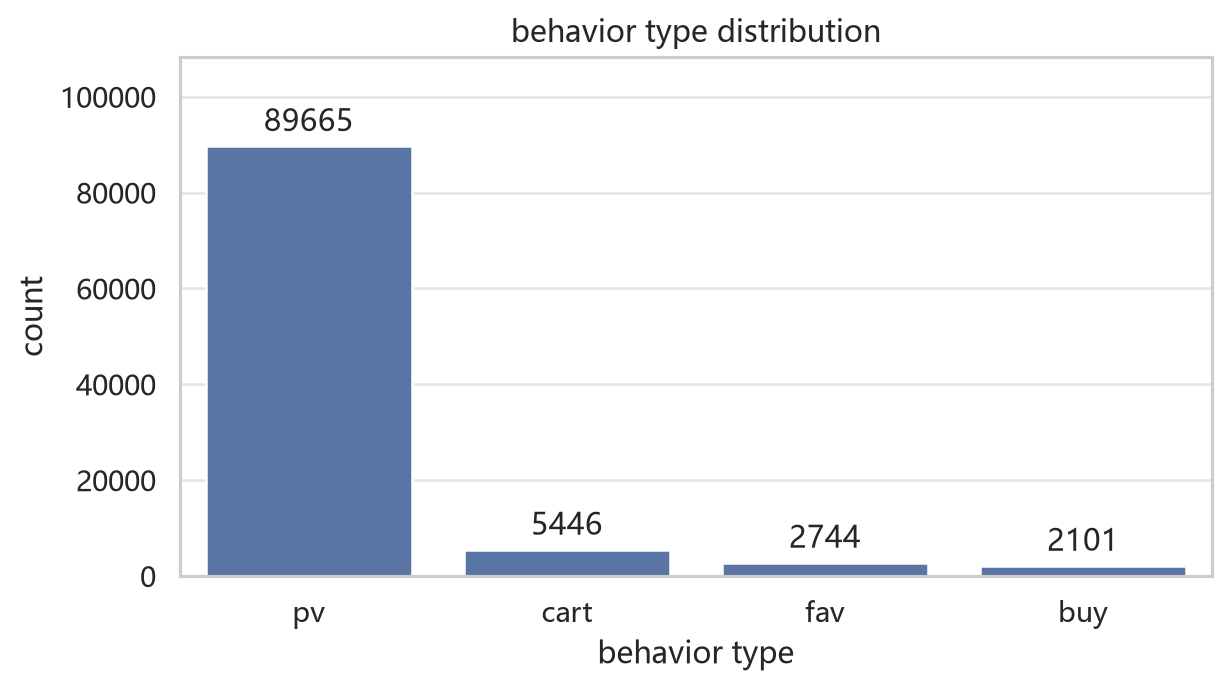 behavior type distribution
100000
80000
60000
40000
20000
0
count
89665
5446
2744
2101
pv
cart
fav
buy
behavior type